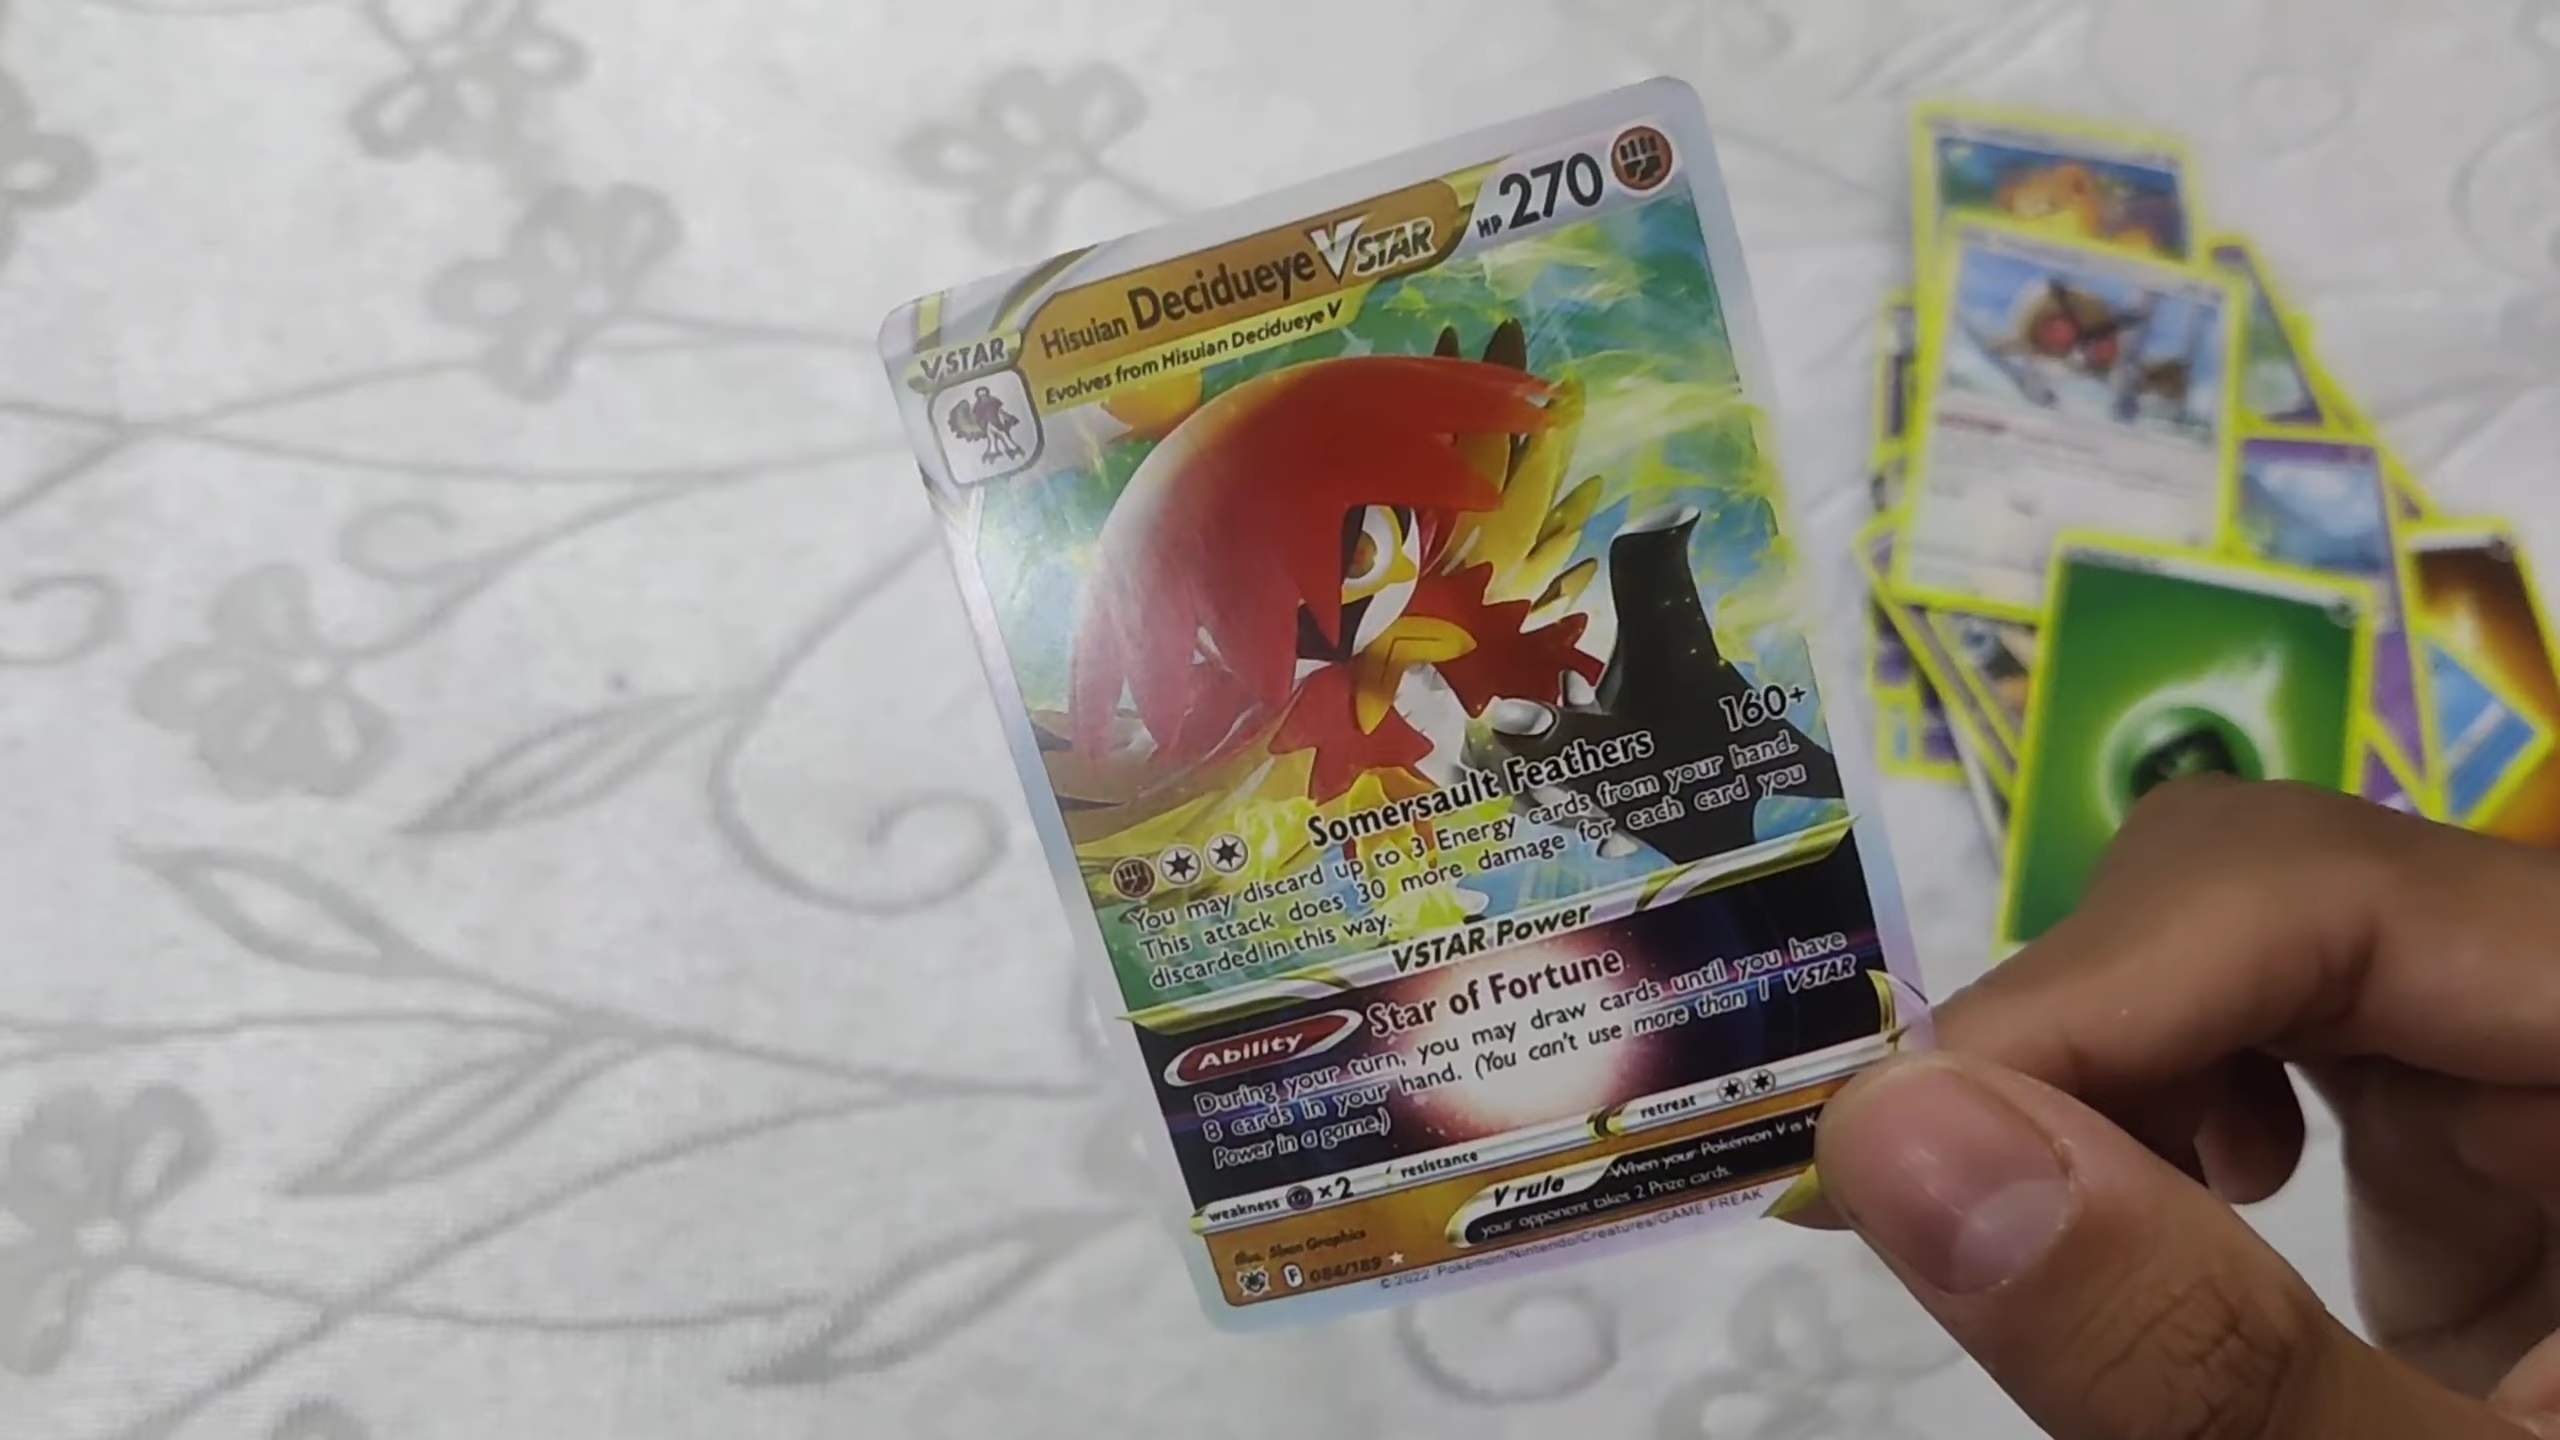 VSTAR
Hisuian Decidueye VSTAR
HP 270
Evolves from Hisuian Decidueye V
Somersault Feathers 160+
You may discard up to 3 Energy cards from your hand.
This attack does 30 more damage for each card you
discarded in this way.
VSTAR Power
Ability Star of Fortune
During your turn, you may draw cards until you have
8 cards in your hand. (You can't use more than 1 VSTAR
Power in a game.)
weakness ×2 resistance retreat
V rule When your Pokémon V is
your opponent takes 2 Prize cards.
Illus. 5ban Graphics
F 084/189
©2022 Pokémon/Nintendo/Creatures/GAME FREAK